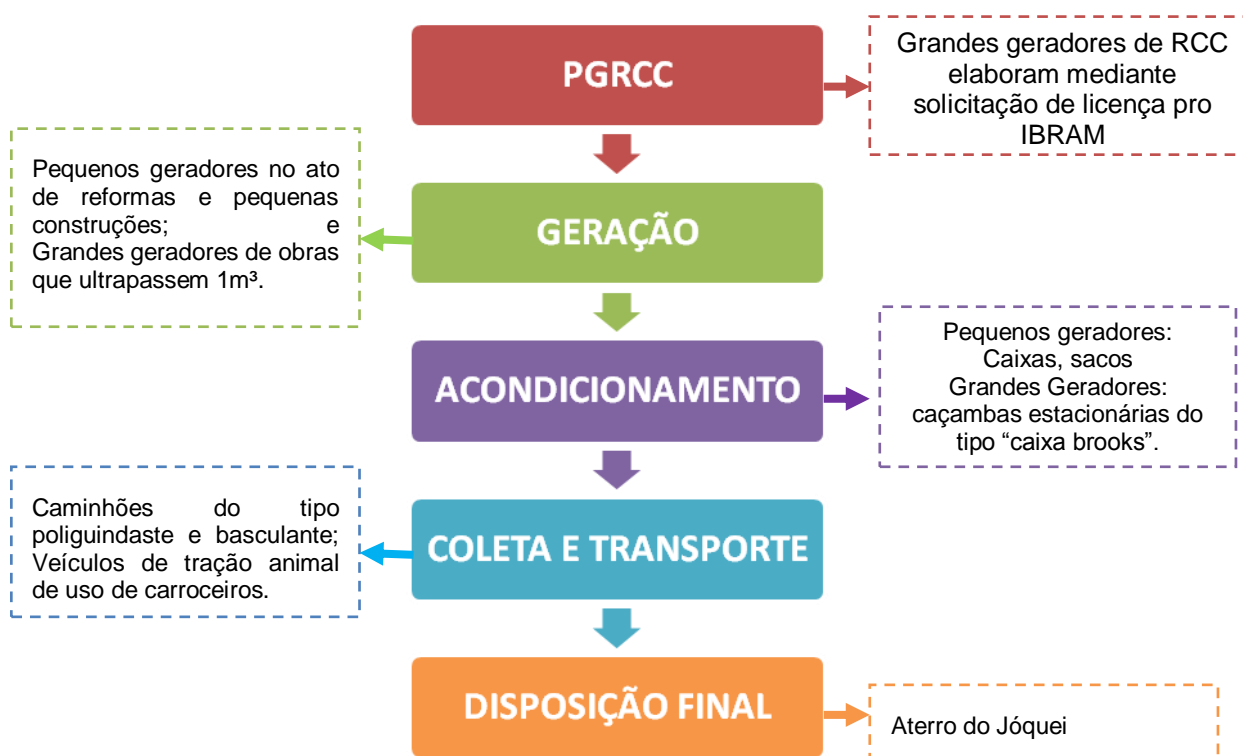 PGRCC
Grandes geradores de RCC
elaboram mediante
solicitação de licença pro
IBRAM
GERAÇÃO
Pequenos geradores no ato
de reformas e pequenas
construções; e
Grandes geradores de obras
que ultrapassem 1m³.
ACONDICIONAMENTO
Pequenos geradores:
Caixas, sacos
Grandes Geradores:
caçambas estacionárias do
tipo “caixa brooks”.
COLETA E TRANSPORTE
Caminhões do tipo
poliguindaste e basculante;
Veículos de tração animal
de uso de carroceiros.
DISPOSIÇÃO FINAL
Aterro do Jóquei